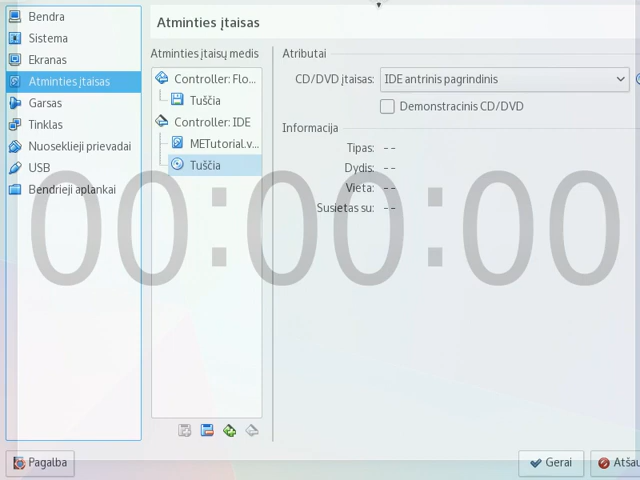 Bendra
Sistema
Ekranas
Atminties įtaisas
Garsas
Tinklas
Nuoseklieji prievadai
USB
Bendrieji aplankai
Atminties įtaisas
Atminties įtaisų medis
Controller: Flo...
Tuščia
Controller: IDE
METutorial.v...
Tuščia
Atributai
CD/DVD įtaisas: IDE antrinis pagrindinis
Demonstracinis CD/DVD
Informacija
Tipas: --
Dydis: --
Vieta: --
Susietas su: --
00:00:00
Pagalba
Gerai
Atšau